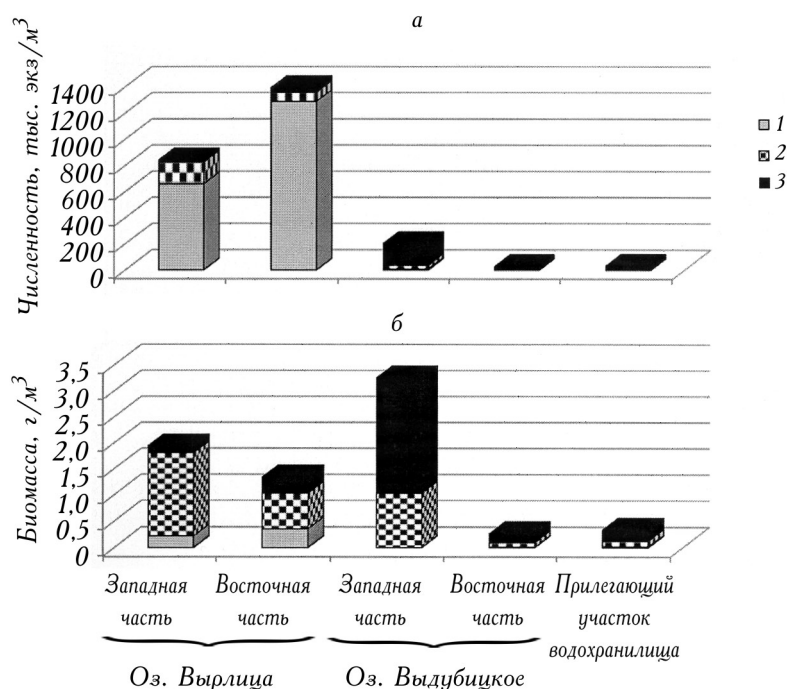 а
Численность, тыс. экз/м³
1400
1200
1000
800
600
400
200
0
1
2
3
б
Биомасса, г/м³
3,5
3,0
2,5
2,0
1,5
1,0
0,5
0
Западная часть
Восточная часть
Западная часть
Восточная часть
Прилегающий участок водохранилища
Оз. Вырлица
Оз. Выдубицкое